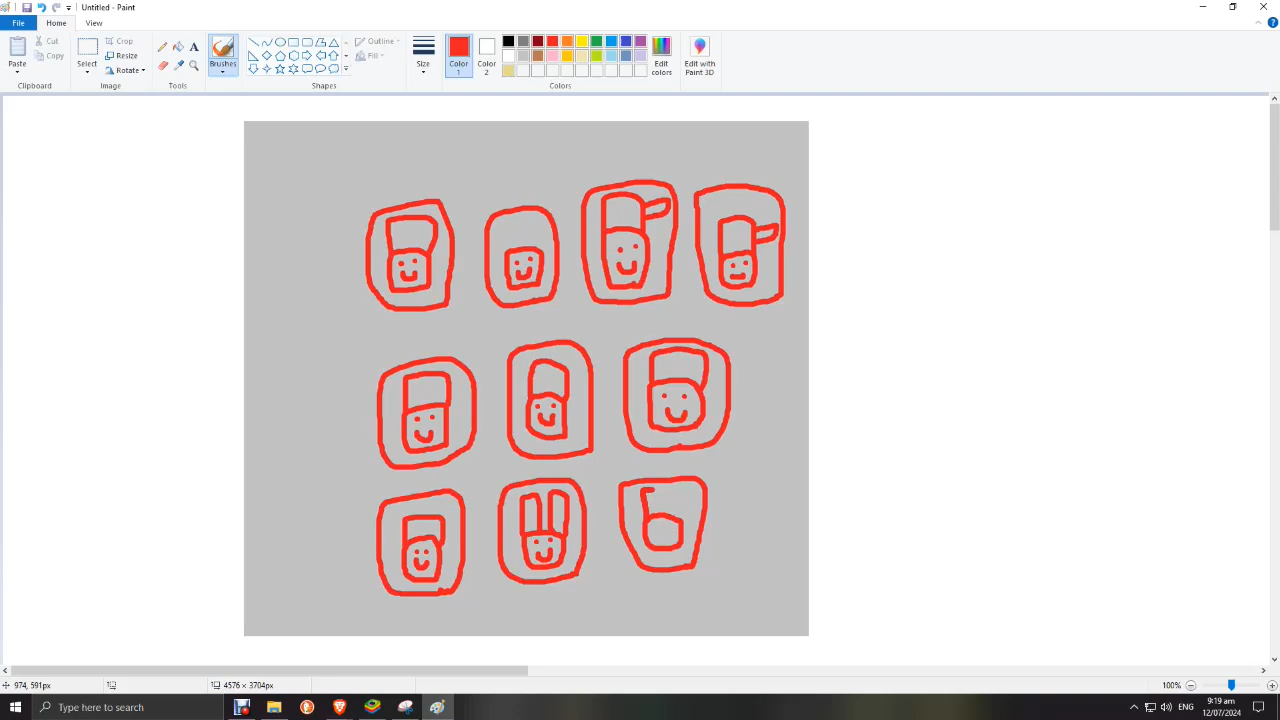 Untitled - Paint
File
Home
View
Paste
Cut
Copy
Clipboard
Select
Crop
Resize
Rotate
Image
A
Tools
Brushes
Outline
Fill
Shapes
Size
Color 1
Color 2
Edit colors
Edit with Paint 3D
Colors
974, 591px
4576 × 3704px
100%
Type here to search
ENG
9:19 am
12/07/2024